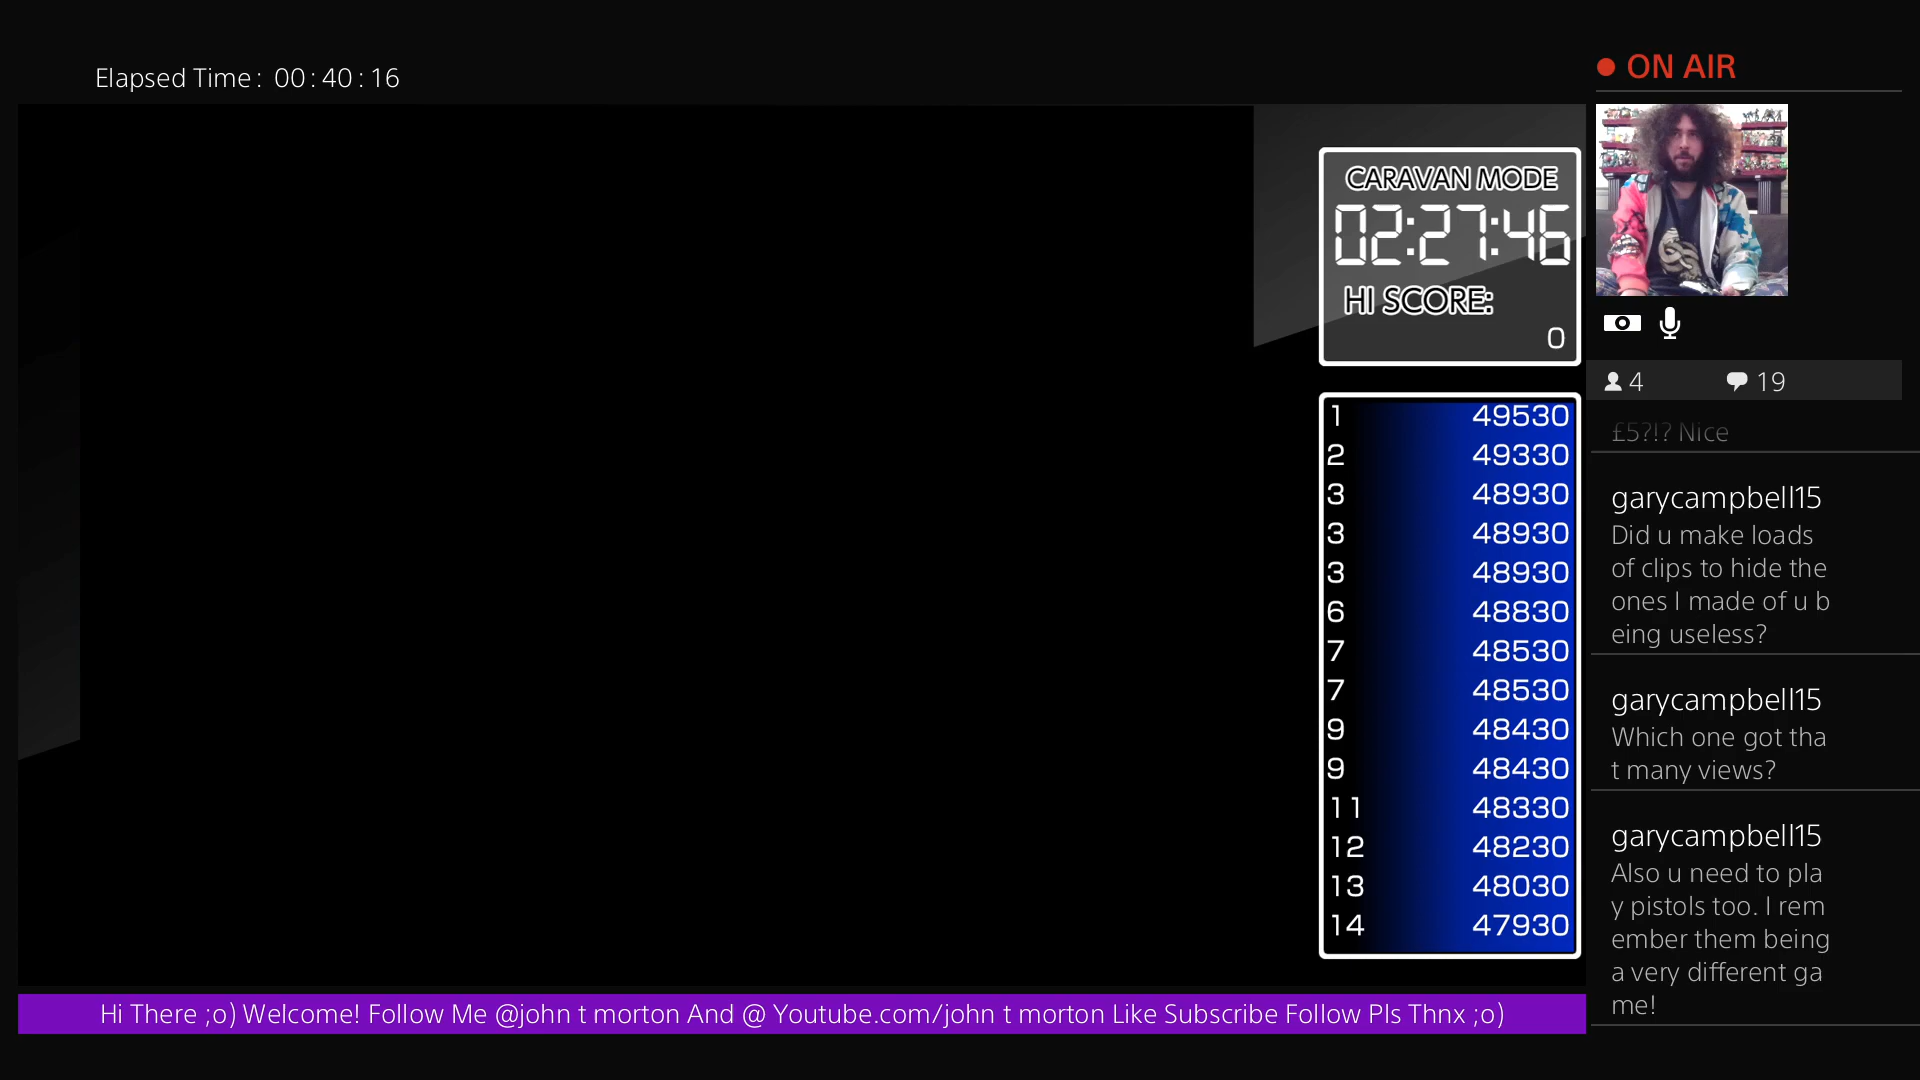 Elapsed Time: 00:40:16
ON AIR
CARAVAN MODE
02:27:46
HI SCORE:
0
1 49530
2 49330
3 48930
3 48930
3 48930
6 48830
7 48530
7 48530
9 48430
9 48430
11 48330
12 48230
13 48030
14 47930
4 19
£5?!? Nice
garycampbell15
Did u make loads
of clips to hide the
ones I made of u b
eing useless?
garycampbell15
Which one got tha
t many views?
garycampbell15
Also u need to pla
y pistols too. I rem
ember them being
a very different ga
me!
Hi There ;o) Welcome! Follow Me @john t morton And @ Youtube.com/john t morton Like Subscribe Follow Pls Thnx ;o)